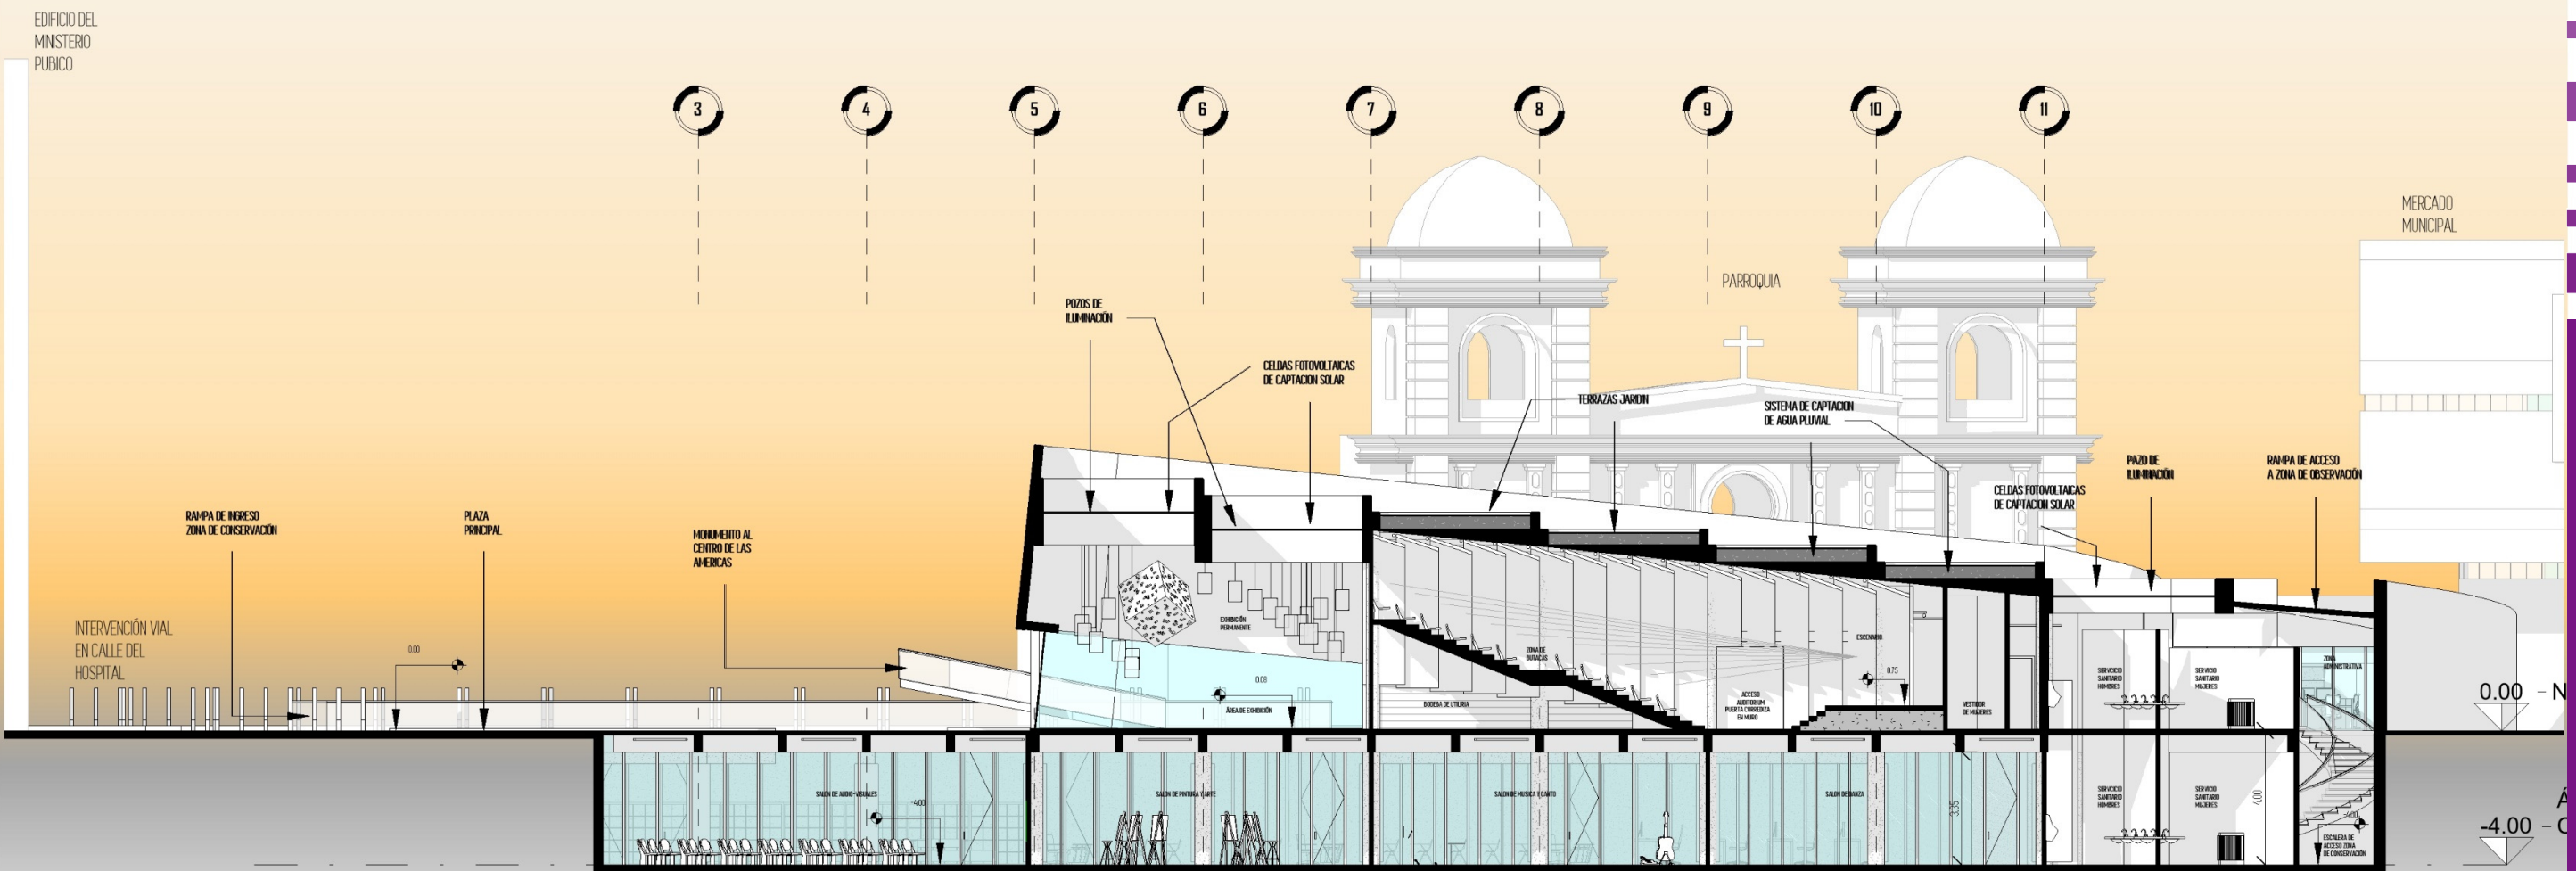 EDIFICIO DEL
MINISTERIO
PUBICO
3
4
5
6
7
8
9
10
11
MERCADO
MUNICIPAL
PARROQUIA
POZOS DE
ILUMINACIÓN
CELDAS FOTOVOLTAICAS
DE CAPTACION SOLAR
TERRAZAS JARDIN
SISTEMA DE CAPTACION
DE AGUA PLUVIAL
PAZO DE
ILUMINACIÓN
RAMPA DE ACCESO
A ZONA DE OBSERVACIÓN
CELDAS FOTOVOLTAICAS
DE CAPTACION SOLAR
RAMPA DE INGRESO
ZONA DE CONSERVACIÓN
PLAZA
PRINCIPAL
MONUMENTO AL
CENTRO DE LAS
AMERICAS
INTERVENCIÓN VIAL
EN CALLE DEL
HOSPITAL
0.00
EXHIBICIÓN
PERMANENTE
0.00
ÁREA DE EXHIBICIÓN
ZONA DE
BUTACAS
BODEGA DE UTILERIA
ACCESO
AUDITORIUM
PUERTA CORREDIZA
EN MURO
ESCENARIO
0.75
VESTIDOR
DE MUJERES
SERVICIO
SANITARIO
HOMBRES
SERVICIO
SANITARIO
MUJERES
ZONA
ADMINISTRATIVA
0.00 - N
SALON DE AUDIO-VISUALES
-4.00
SALON DE PINTURA Y ARTE
SALON DE MUSICA Y CANTO
SALON DE DANZA
3.35
SERVICIO
SANITARIO
HOMBRES
SERVICIO
SANITARIO
MUJERES
4.00
-4.00
ESCALERA DE
ACCESO ZONA
DE CONSERVACIÓN
Á
-4.00 - C